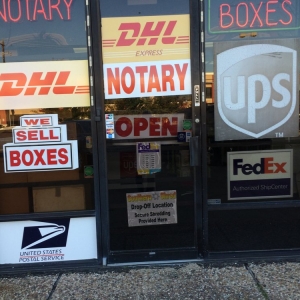 NOTARY
BOXES
DHL
EXPRESS
NOTARY
DHL
ups
WE
SELL
BOXES
OPEN
FedEx
FedEx
Authorized ShipCenter
Drop-Off Location
Secure Shredding
Provided Here
UNITED STATES
POSTAL SERVICE